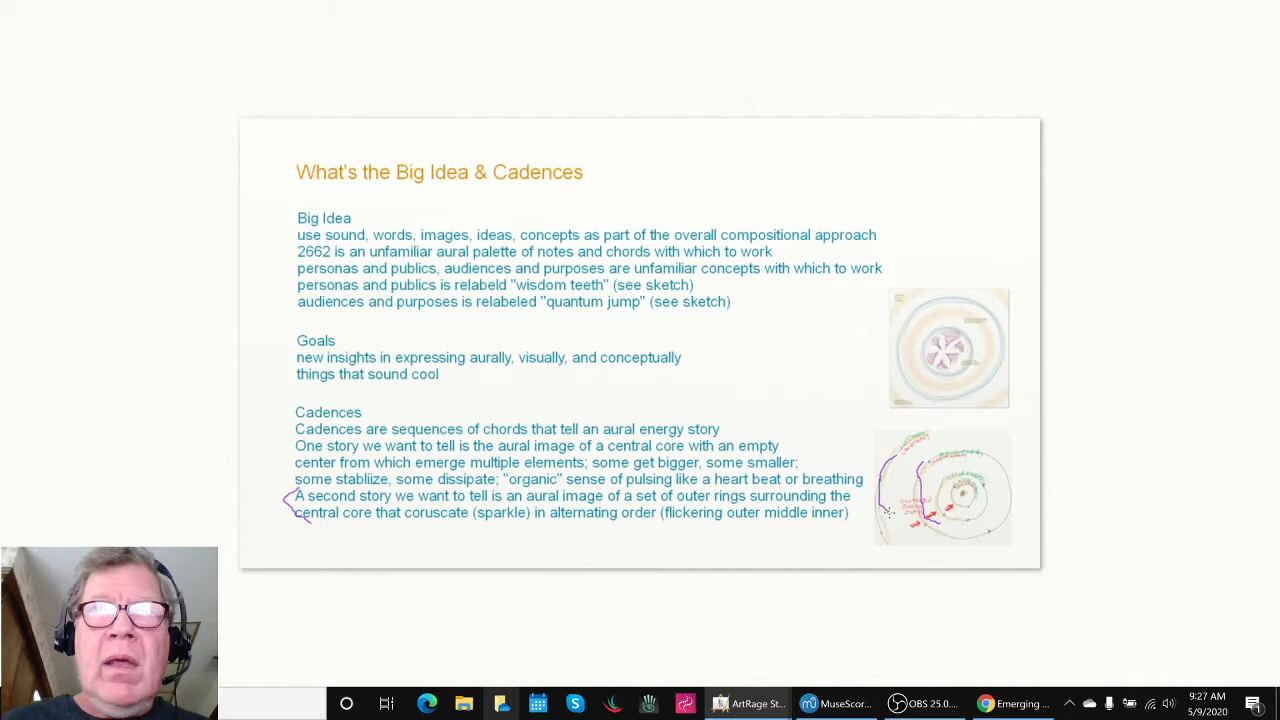 What's the Big Idea & Cadences
Big Idea
use sound, words, images, ideas, concepts as part of the overall compositional approach
2662 is an unfamiliar aural palette of notes and chords with which to work
personas and publics, audiences and purposes are unfamiliar concepts with which to work
personas and publics is relabeld "wisdom teeth" (see sketch)
audiences and purposes is relabeled "quantum jump" (see sketch)
Goals
new insights in expressing aurally, visually, and conceptually
things that sound cool
Cadences
Cadences are sequences of chords that tell an aural energy story
One story we want to tell is the aural image of a central core with an empty
center from which emerge multiple elements; some get bigger, some smaller;
some stabliize, some dissipate; "organic" sense of pulsing like a heart beat or breathing
A second story we want to tell is an aural image of a set of outer rings surrounding the
central core that coruscate (sparkle) in alternating order (flickering outer middle inner)
ArtRage St...
MuseScor...
OBS 25.0....
Emerging ...
9:27 AM
5/9/2020
1